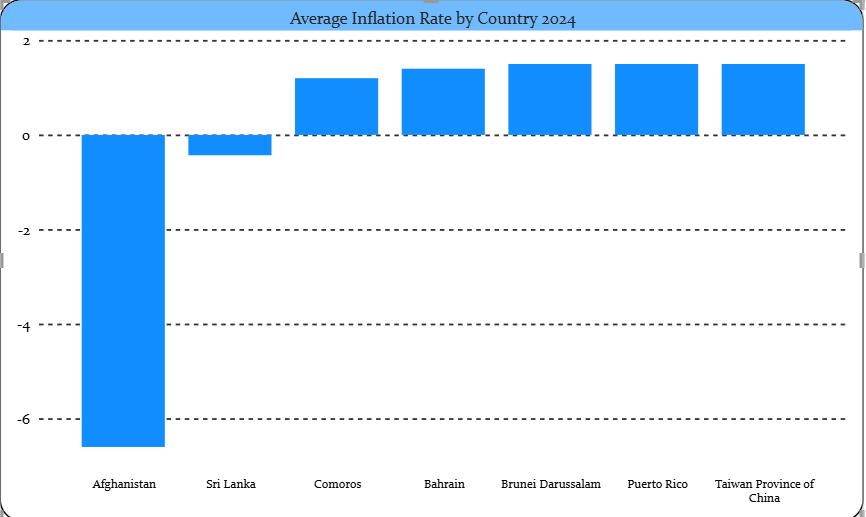 Average Inflation Rate by Country 2024
2
0
-2
-4
-6
Afghanistan
Sri Lanka
Comoros
Bahrain
Brunei Darussalam
Puerto Rico
Taiwan Province of
China